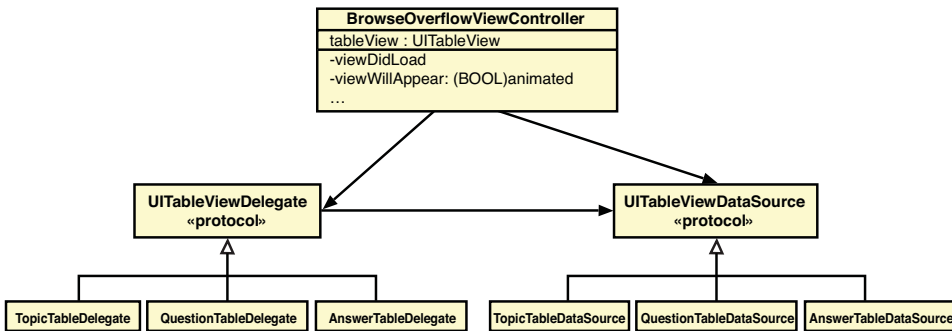 BrowseOverflowViewController
tableView : UITableView
-viewDidLoad
-viewWillAppear: (BOOL)animated
…
UITableViewDelegate
«protocol»
UITableViewDataSource
«protocol»
TopicTableDelegate
QuestionTableDelegate
AnswerTableDelegate
TopicTableDataSource
QuestionTableDataSource
AnswerTableDataSource